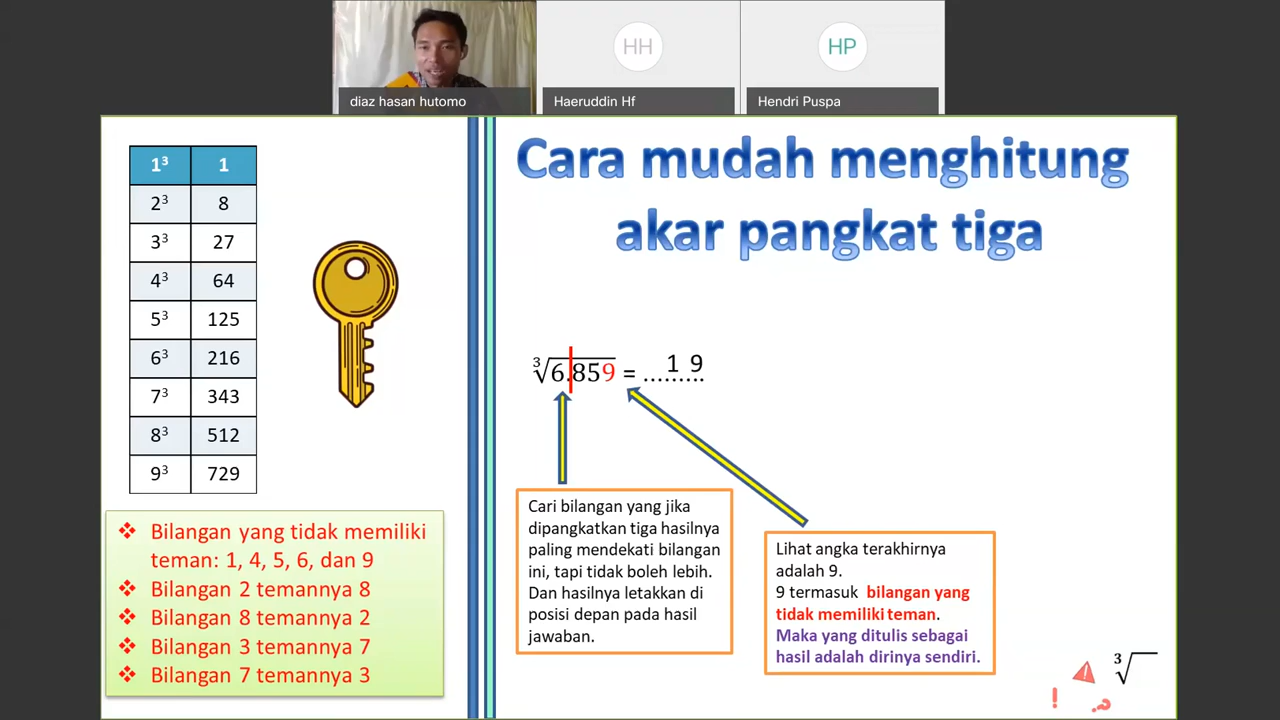 HH
HP
diaz hasan hutomo
Haeruddin Hf
Hendri Puspa
1³ 1
2³ 8
3³ 27
4³ 64
5³ 125
6³ 216
7³ 343
8³ 512
9³ 729
Bilangan yang tidak memiliki
teman: 1, 4, 5, 6, dan 9
Bilangan 2 temannya 8
Bilangan 8 temannya 2
Bilangan 3 temannya 7
Bilangan 7 temannya 3
Cara mudah menghitung
akar pangkat tiga
∛6.859 = ......... 1 9
Cari bilangan yang jika
dipangkatkan tiga hasilnya
paling mendekati bilangan
ini, tapi tidak boleh lebih.
Dan hasilnya letakkan di
posisi depan pada hasil
jawaban.
Lihat angka terakhirnya
adalah 9.
9 termasuk bilangan yang
tidak memiliki teman.
Maka yang ditulis sebagai
hasil adalah dirinya sendiri.
∛
! ?